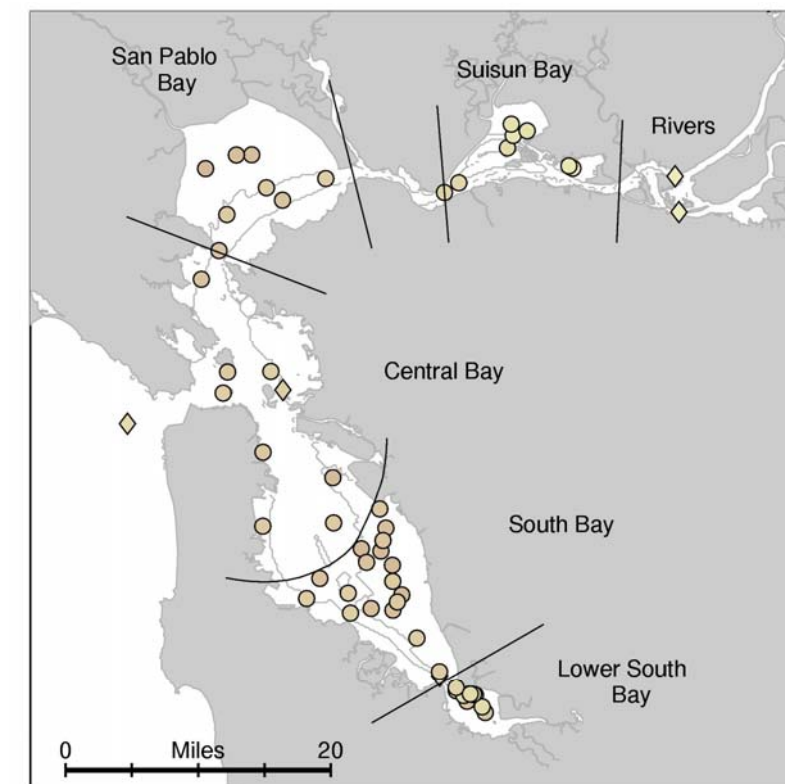 San Pablo
Bay
Suisun Bay
Rivers
Central Bay
South Bay
Lower South
Bay
0 Miles 20